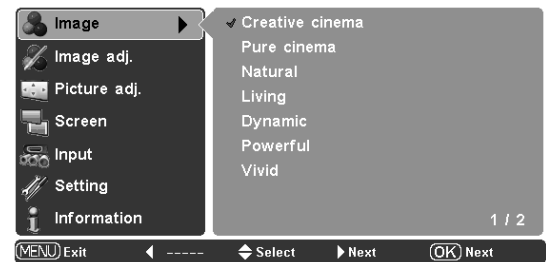 Image
Image adj.
Picture adj.
Screen
Input
Setting
Information
Creative cinema
Pure cinema
Natural
Living
Dynamic
Powerful
Vivid
1 / 2
MENU Exit ----- Select Next OK Next